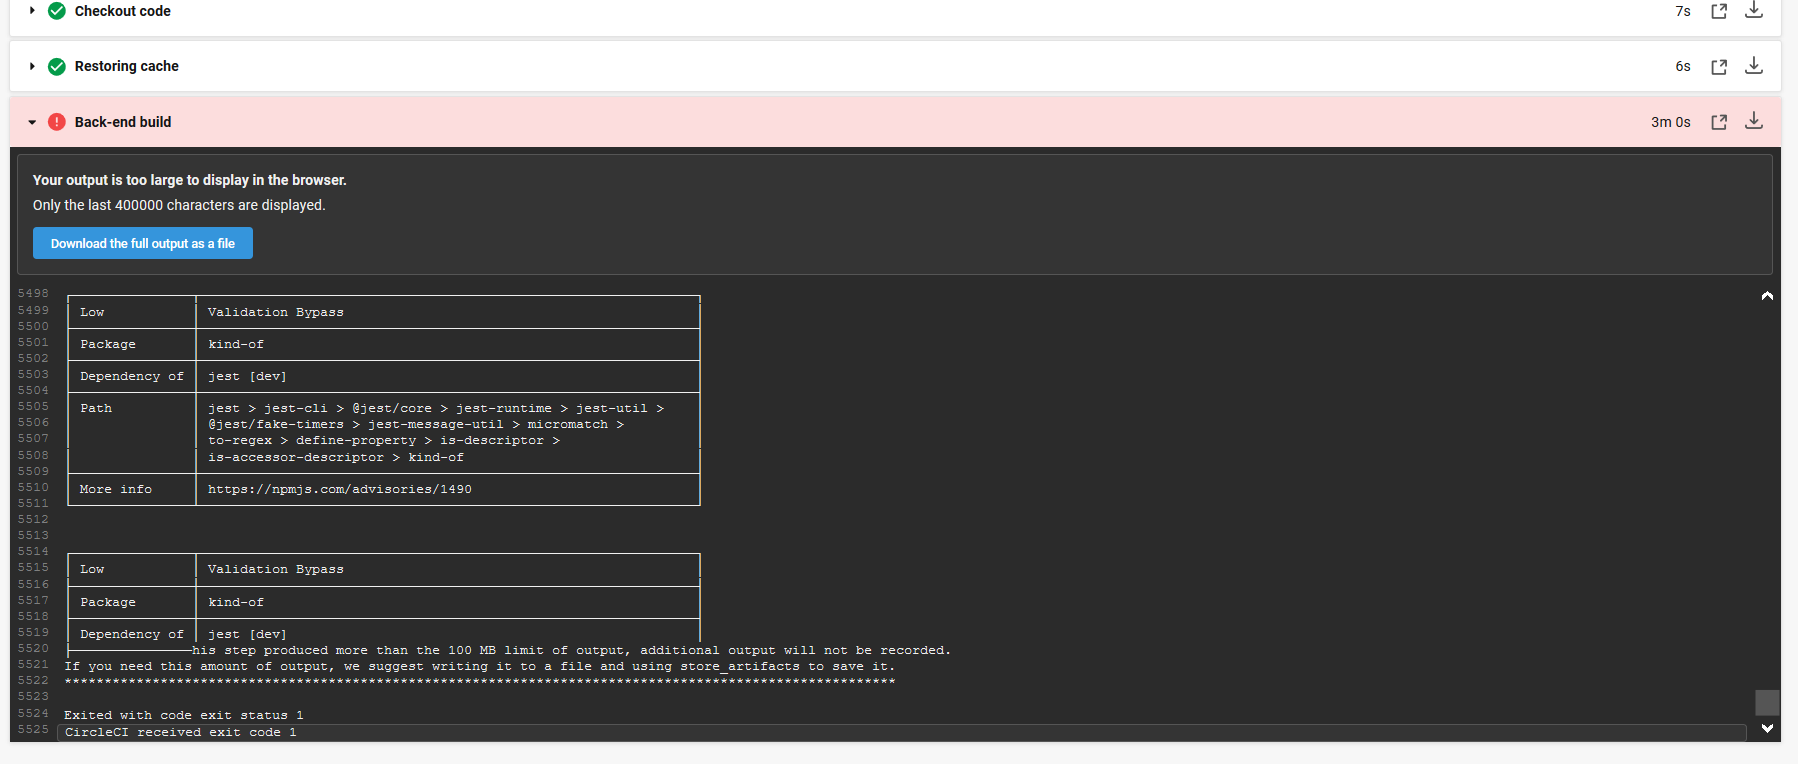 Checkout code 7s
Restoring cache 6s
! Back-end build 3m 0s
Your output is too large to display in the browser.
Only the last 400000 characters are displayed.
Download the full output as a file
5498
5499 Low Validation Bypass
5500
5501 Package kind-of
5502
5503 Dependency of jest [dev]
5504
5505 Path jest > jest-cli > @jest/core > jest-runtime > jest-util >
5506 @jest/fake-timers > jest-message-util > micromatch >
5507 to-regex > define-property > is-descriptor >
5508 is-accessor-descriptor > kind-of
5509
5510 More info https://npmjs.com/advisories/1490
5511
5512
5513
5514
5515 Low Validation Bypass
5516
5517 Package kind-of
5518
5519 Dependency of jest [dev]
5520 his step produced more than the 100 MB limit of output, additional output will not be recorded.
5521 If you need this amount of output, we suggest writing it to a file and using store_artifacts to save it.
5522 ********************************************************************************************************
5523
5524 Exited with code exit status 1
5525 CircleCI received exit code 1